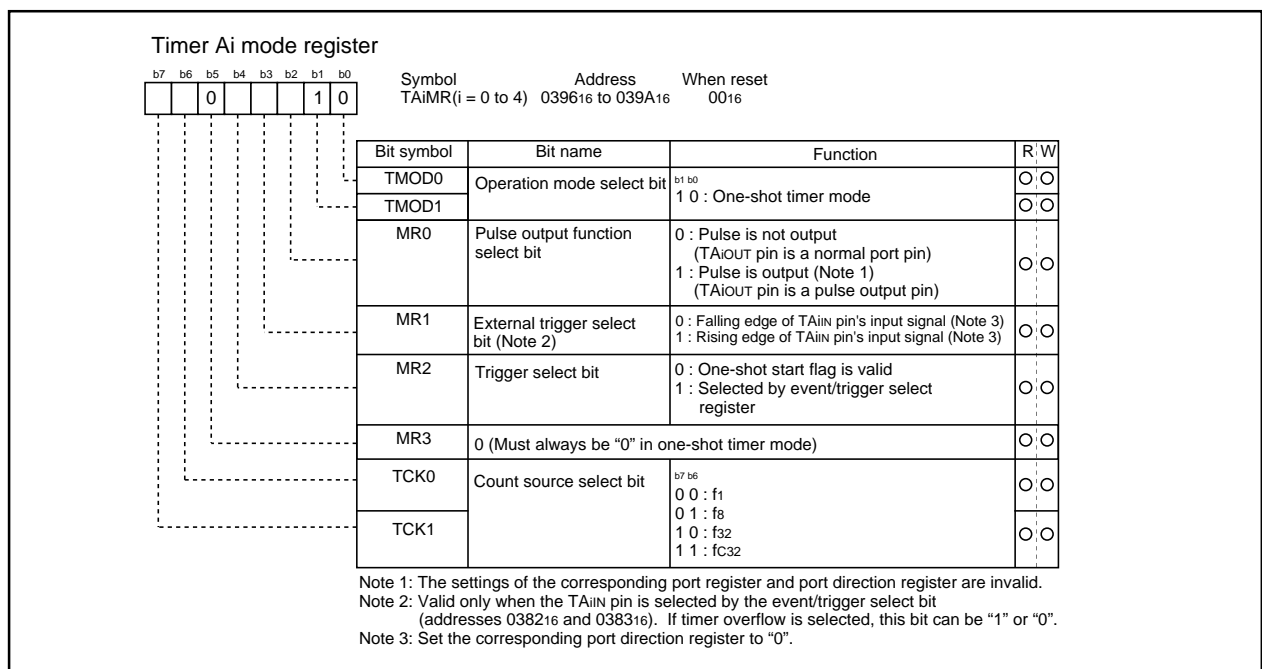 Timer Ai mode register
b7 b6 b5 b4 b3 b2 b1 b0
0 1 0
Symbol Address When reset
TAiMR(i = 0 to 4) 039616 to 039A16 0016
Bit symbol Bit name Function R W
TMOD0 Operation mode select bit b1 b0
1 0 : One-shot timer mode
TMOD1
MR0 Pulse output function select bit 0 : Pulse is not output
(TAiOUT pin is a normal port pin)
1 : Pulse is output (Note 1)
(TAiOUT pin is a pulse output pin)
MR1 External trigger select bit (Note 2) 0 : Falling edge of TAiIN pin's input signal (Note 3)
1 : Rising edge of TAiIN pin's input signal (Note 3)
MR2 Trigger select bit 0 : One-shot start flag is valid
1 : Selected by event/trigger select
register
MR3 0 (Must always be “0” in one-shot timer mode)
TCK0 Count source select bit b7 b6
0 0 : f1
0 1 : f8
TCK1 1 0 : f32
1 1 : fC32
Note 1: The settings of the corresponding port register and port direction register are invalid.
Note 2: Valid only when the TAiIN pin is selected by the event/trigger select bit
(addresses 038216 and 038316). If timer overflow is selected, this bit can be “1” or “0”.
Note 3: Set the corresponding port direction register to “0”.